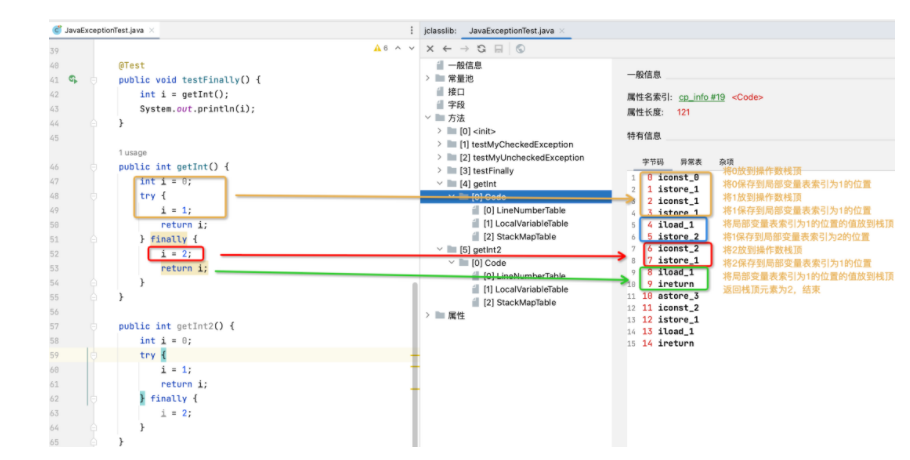 JavaExceptionTest.java ×
39
6
40 @Test
41 public void testFinally() {
42 int i = getInt();
43 System.out.println(i);
44 }
45
1 usage
46 public int getInt() {
47 int i = 0;
48 try {
49 i = 1;
50 return i;
51 } finally {
52 i = 2;
53 return i;
54 }
55 }
56
57 public int getInt2() {
58 int i = 0;
59 try {
60 i = 1;
61 return i;
62 } finally {
63 i = 2;
64 }
65 }
jclasslib: JavaExceptionTest.java ×
一般信息
常量池
接口
字段
方法
[0] <init>
[1] testMyCheckedException
[2] testMyUncheckedException
[3] testFinally
[4] getInt
[0] Code
[0] LineNumberTable
[1] LocalVariableTable
[2] StackMapTable
[5] getInt2
[0] Code
[0] LineNumberTable
[1] LocalVariableTable
[2] StackMapTable
属性
一般信息
属性名索引: cp_info #19 <Code>
属性长度: 121
特有信息
字节码 异常表 杂项
1 0 iconst_0
2 1 istore_1
3 2 iconst_1
4 3 istore_1
5 4 iload_1
6 5 istore_2
7 6 iconst_2
8 7 istore_1
9 8 iload_1
10 9 ireturn
11 10 astore_3
12 11 iconst_2
13 12 istore_1
14 13 iload_1
15 14 ireturn
将0放到操作数栈顶
将0保存到局部变量表索引为1的位置
将1放到操作数栈顶
将1保存到局部变量表索引为1的位置
将局部变量表索引为1的位置的值放到栈顶
将1保存到局部变量表索引为2的位置
将2放到操作数栈顶
将2保存到局部变量表索引为1的位置
将局部变量表索引为1的位置的值放到栈顶
返回栈顶元素为2，结束